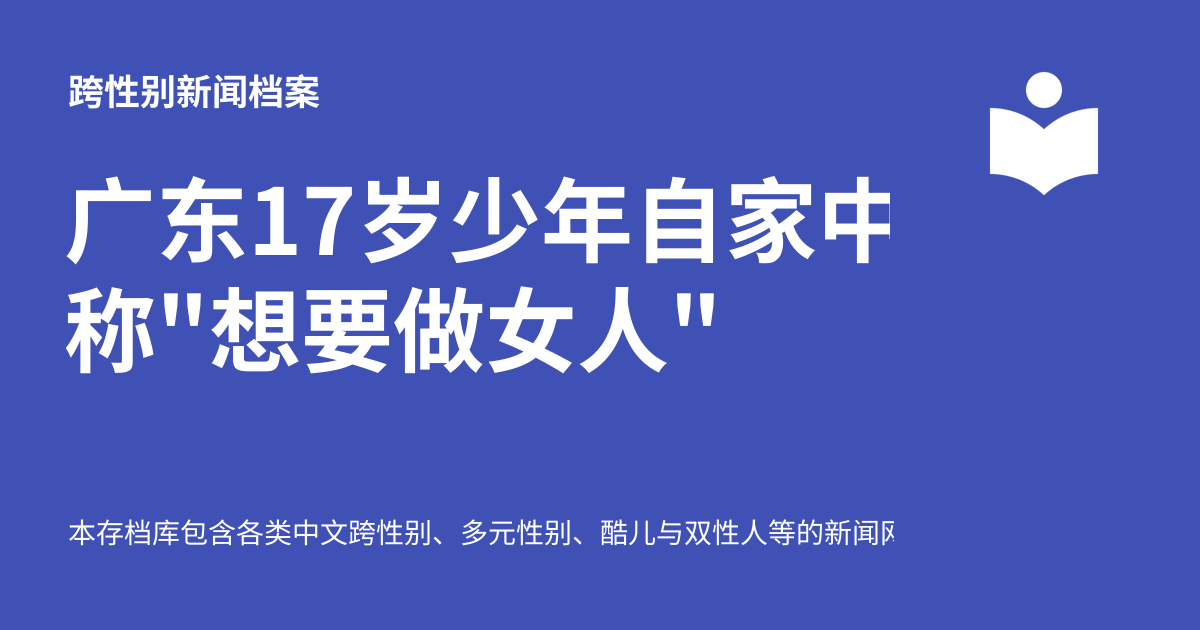 跨性别新闻档案
广东17岁少年自家中
称"想要做女人"
本存档库包含各类中文跨性别、多元性别、酷儿与双性人等的新闻网